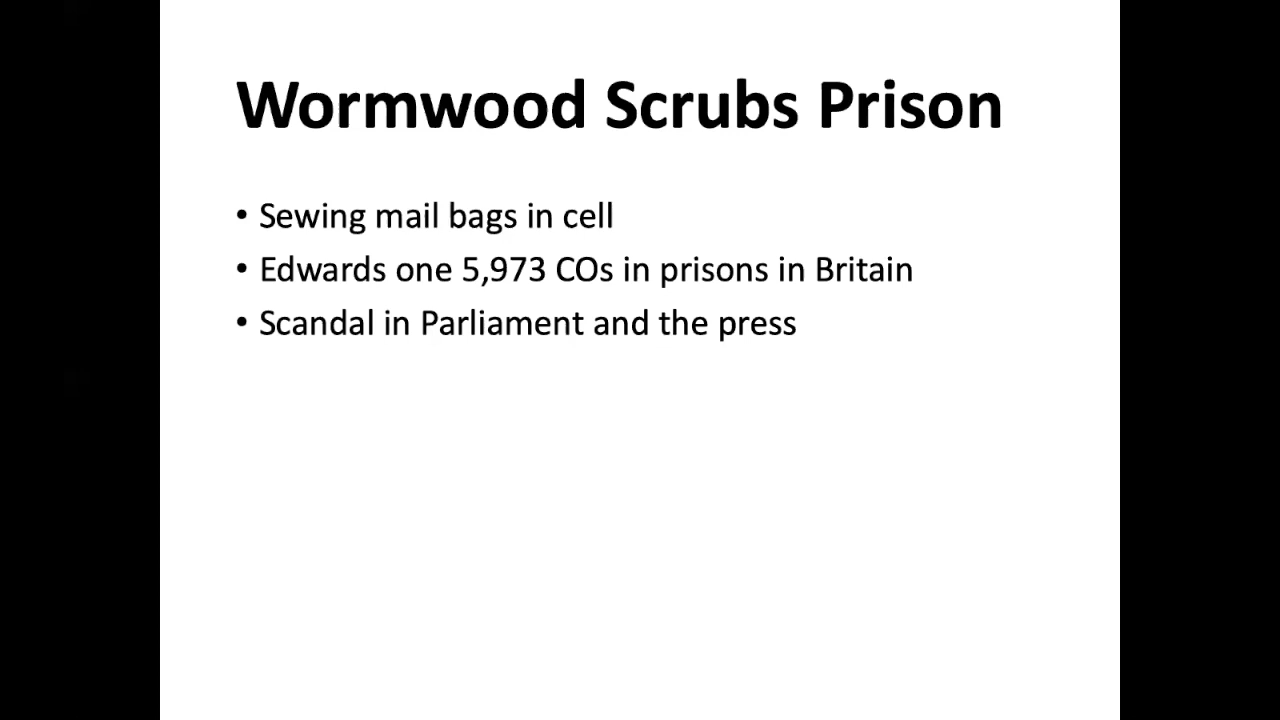 Wormwood Scrubs Prison
• Sewing mail bags in cell
• Edwards one 5,973 COs in prisons in Britain
• Scandal in Parliament and the press